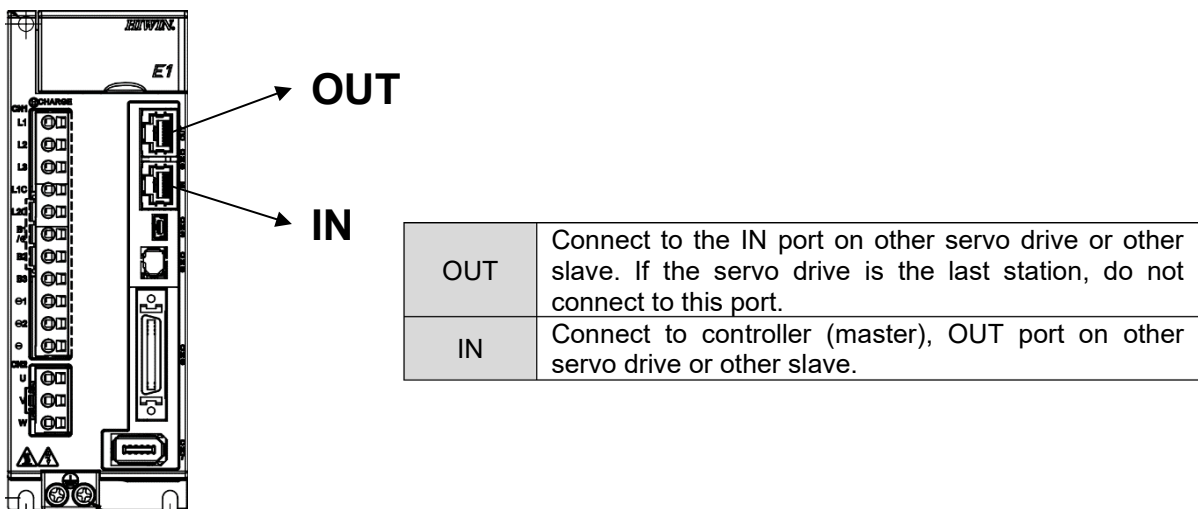 HIWIN.
E1
CHARGE
CN1
L1
L2
L3
L1C
L2C
B2
B3
⊖1
⊖2
⊖
CN2
U
V
W
OUT
IN
OUT
Connect to the IN port on other servo drive or other
slave. If the servo drive is the last station, do not
connect to this port.
IN
Connect to controller (master), OUT port on other
servo drive or other slave.